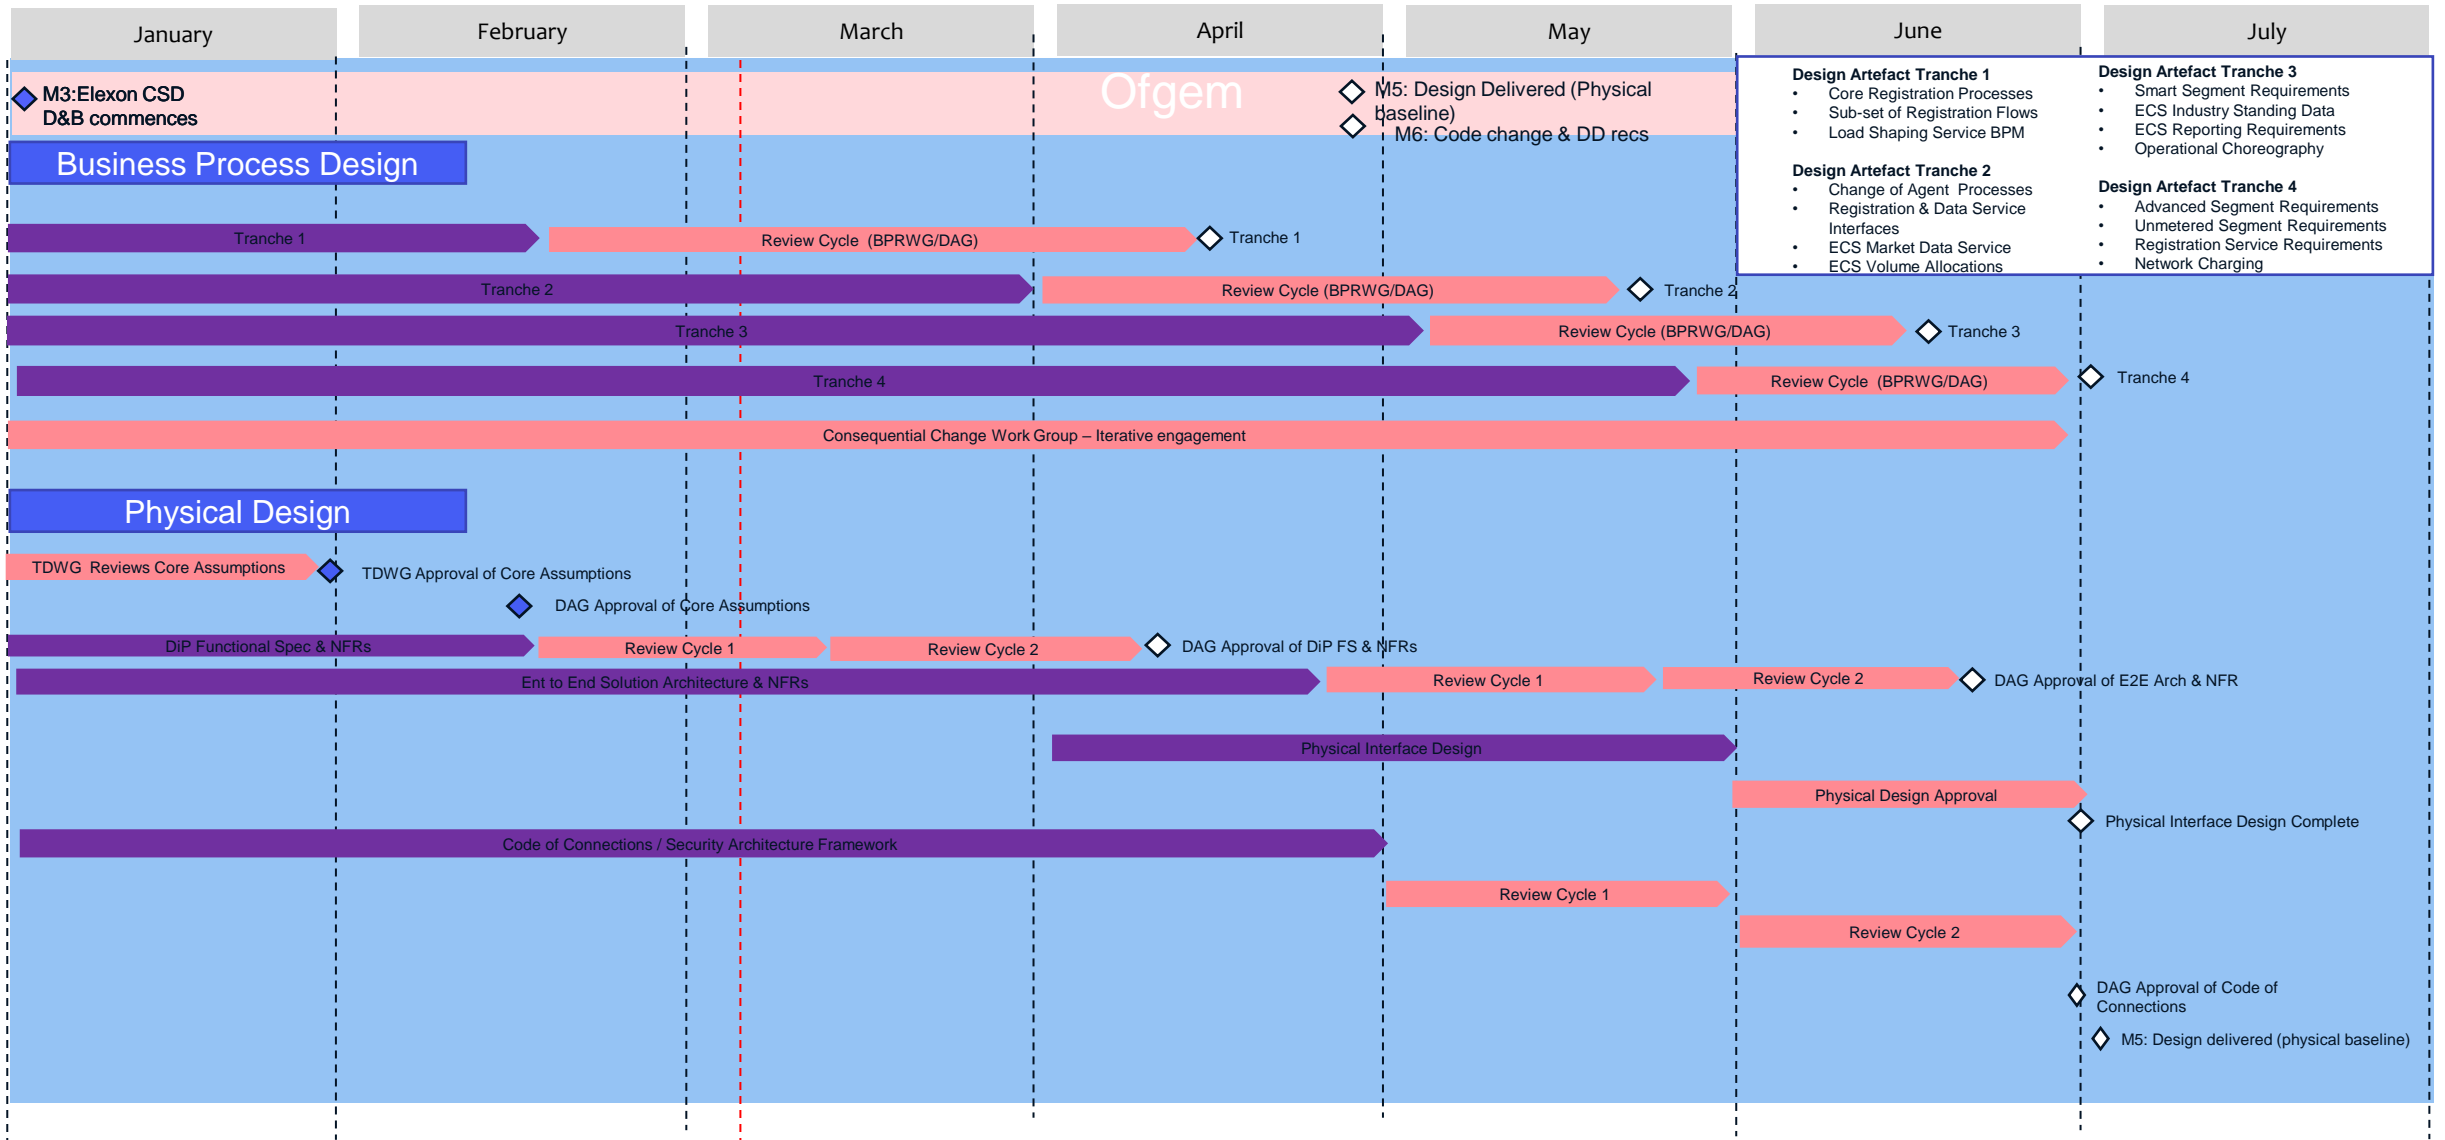 January
February
March
April
May
June
July
Ofgem
M3:Elexon CSD
D&B commences
M5: Design Delivered (Physical
baseline)
M6: Code change & DD recs
Design Artefact Tranche 1
• Core Registration Processes
• Sub-set of Registration Flows
• Load Shaping Service BPM
Design Artefact Tranche 2
• Change of Agent  Processes
• Registration & Data Service
Interfaces
• ECS Market Data Service
• ECS Volume Allocations
Design Artefact Tranche 3
• Smart Segment Requirements
• ECS Industry Standing Data
• ECS Reporting Requirements
• Operational Choreography
Design Artefact Tranche 4
• Advanced Segment Requirements
• Unmetered Segment Requirements
• Registration Service Requirements
• Network Charging
Business Process Design
Tranche 1
Review Cycle  (BPRWG/DAG)
Tranche 1
Tranche 2
Review Cycle (BPRWG/DAG)
Tranche 2
Tranche 3
Review Cycle (BPRWG/DAG)
Tranche 3
Tranche 4
Review Cycle  (BPRWG/DAG)
Tranche 4
Consequential Change Work Group – Iterative engagement
Physical Design
TDWG  Reviews Core Assumptions
TDWG Approval of Core Assumptions
DAG Approval of Core Assumptions
DiP Functional Spec & NFRs
Review Cycle 1
Review Cycle 2
DAG Approval of DiP FS & NFRs
Ent to End Solution Architecture & NFRs
Review Cycle 1
Review Cycle 2
DAG Approval of E2E Arch & NFR
Physical Interface Design
Physical Design Approval
Physical Interface Design Complete
Code of Connections / Security Architecture Framework
Review Cycle 1
Review Cycle 2
DAG Approval of Code of
Connections
M5: Design delivered (physical baseline)